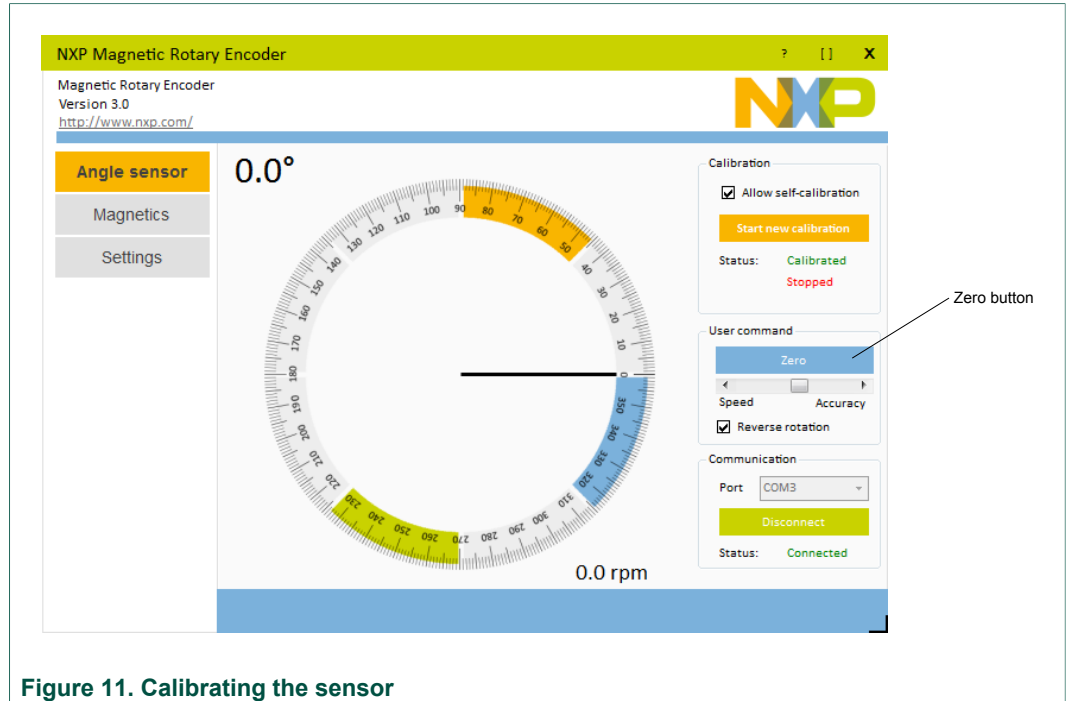 NXP Magnetic Rotary Encoder
? [ ] X
Magnetic Rotary Encoder
Version 3.0
http://www.nxp.com/
NXP
Angle sensor
Magnetics
Settings
0.0°
0
10
20
30
40
50
60
70
80
90
100
110
120
130
140
150
160
170
180
190
200
210
220
230
240
250
260
270
280
290
300
310
320
330
340
350
0.0 rpm
Calibration
Allow self-calibration
Start new calibration
Status: Calibrated
Stopped
User command
Zero
Speed Accuracy
Reverse rotation
Communication
Port COM3
Disconnect
Status: Connected
Zero button
Figure 11. Calibrating the sensor